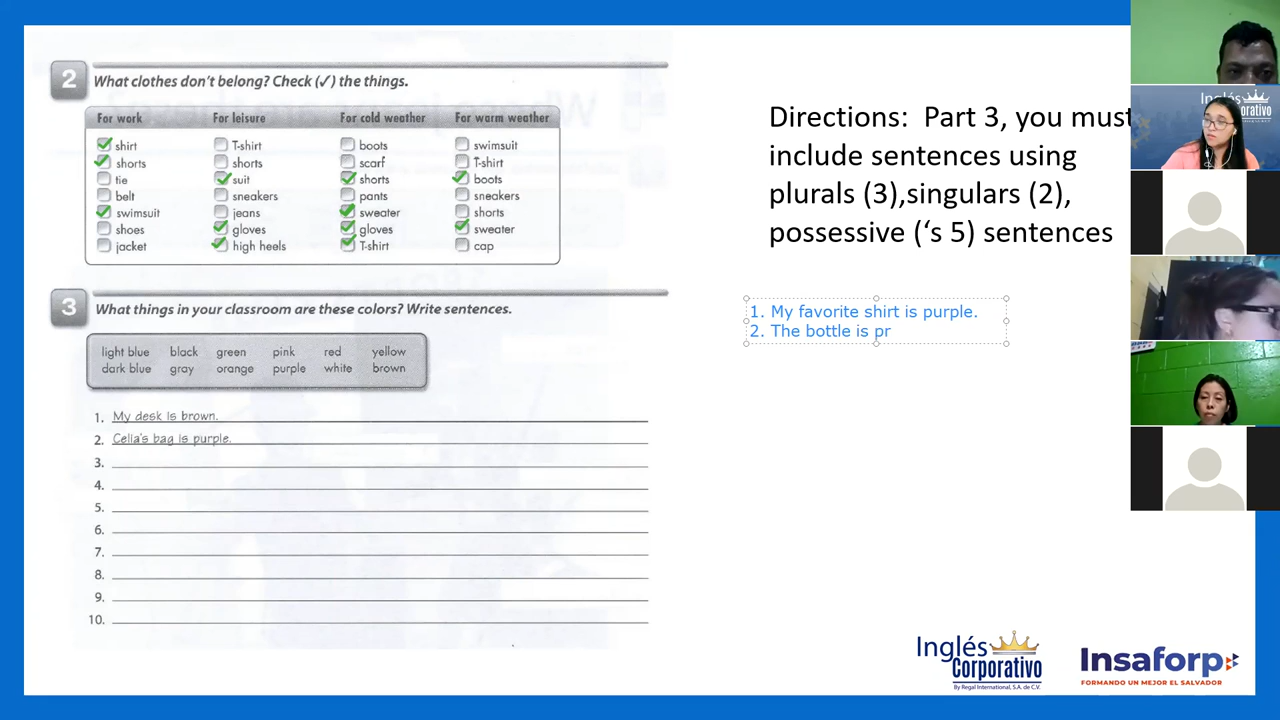 2 What clothes don't belong? Check (✓) the things.
For work For leisure For cold weather For warm weather
shirt T-shirt boots swimsuit
shorts shorts scarf T-shirt
tie suit shorts boots
belt sneakers pants sneakers
swimsuit jeans sweater shorts
shoes gloves gloves sweater
jacket high heels T-shirt cap
3 What things in your classroom are these colors? Write sentences.
light blue black green pink red yellow
dark blue gray orange purple white brown
1. My desk is brown.
2. Celia's bag is purple.
3.
4.
5.
6.
7.
8.
9.
10.
Directions: Part 3, you must
include sentences using
plurals (3),singulars (2),
possessive (‘s 5) sentences
1. My favorite shirt is purple.
2. The bottle is pr
Inglés
Corporativo
By Regal International, S.A. de C.V.
Insaforp
FORMANDO UN MEJOR EL SALVADOR
Inglés
Corporativo